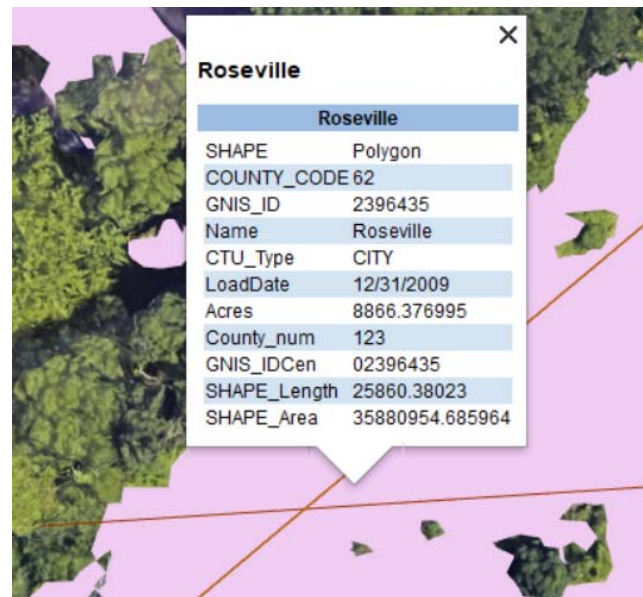 Roseville
Roseville
SHAPE Polygon
COUNTY_CODE 62
GNIS_ID 2396435
Name Roseville
CTU_Type CITY
LoadDate 12/31/2009
Acres 8866.376995
County_num 123
GNIS_IDCen 02396435
SHAPE_Length 25860.38023
SHAPE_Area 35880954.685964